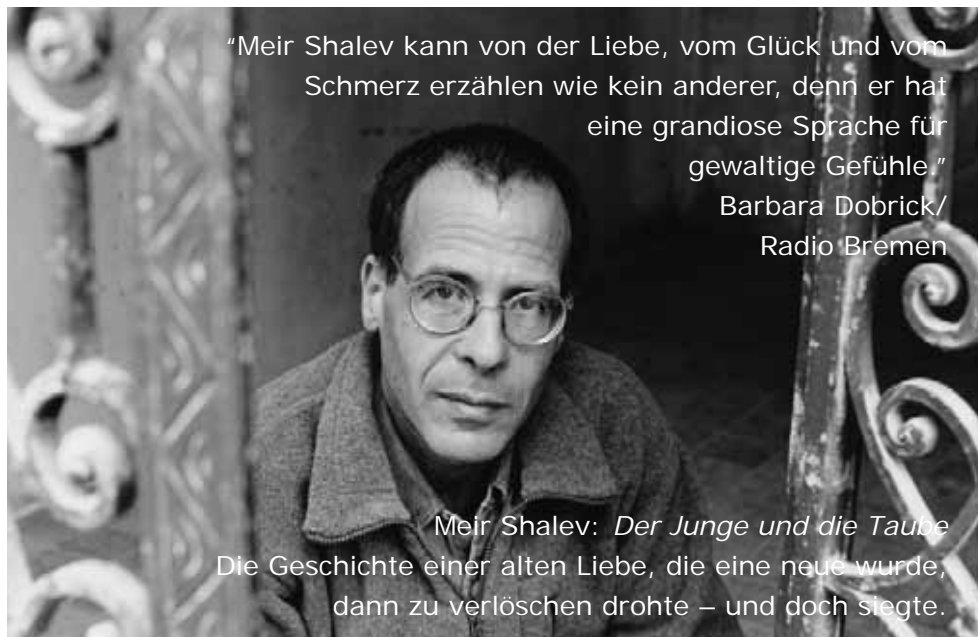 "Meir Shalev kann von der Liebe, vom Glück und vom
Schmerz erzählen wie kein anderer, denn er hat
eine grandiose Sprache für
gewaltige Gefühle."
Barbara Dobrick/
Radio Bremen
Meir Shalev: Der Junge und die Taube
Die Geschichte einer alten Liebe, die eine neue wurde,
dann zu verlöschen drohte – und doch siegte.